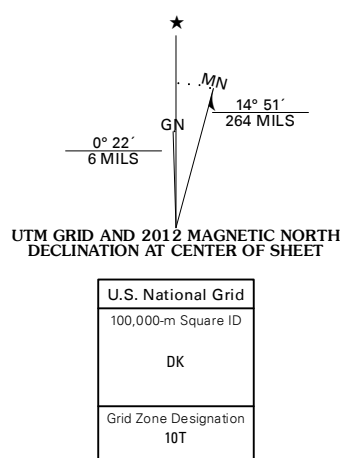 ★
MN
GN
14° 51´
264 MILS
0° 22´
6 MILS
UTM GRID AND 2012 MAGNETIC NORTH
DECLINATION AT CENTER OF SHEET
U.S. National Grid
100,000-m Square ID
DK
Grid Zone Designation
10T